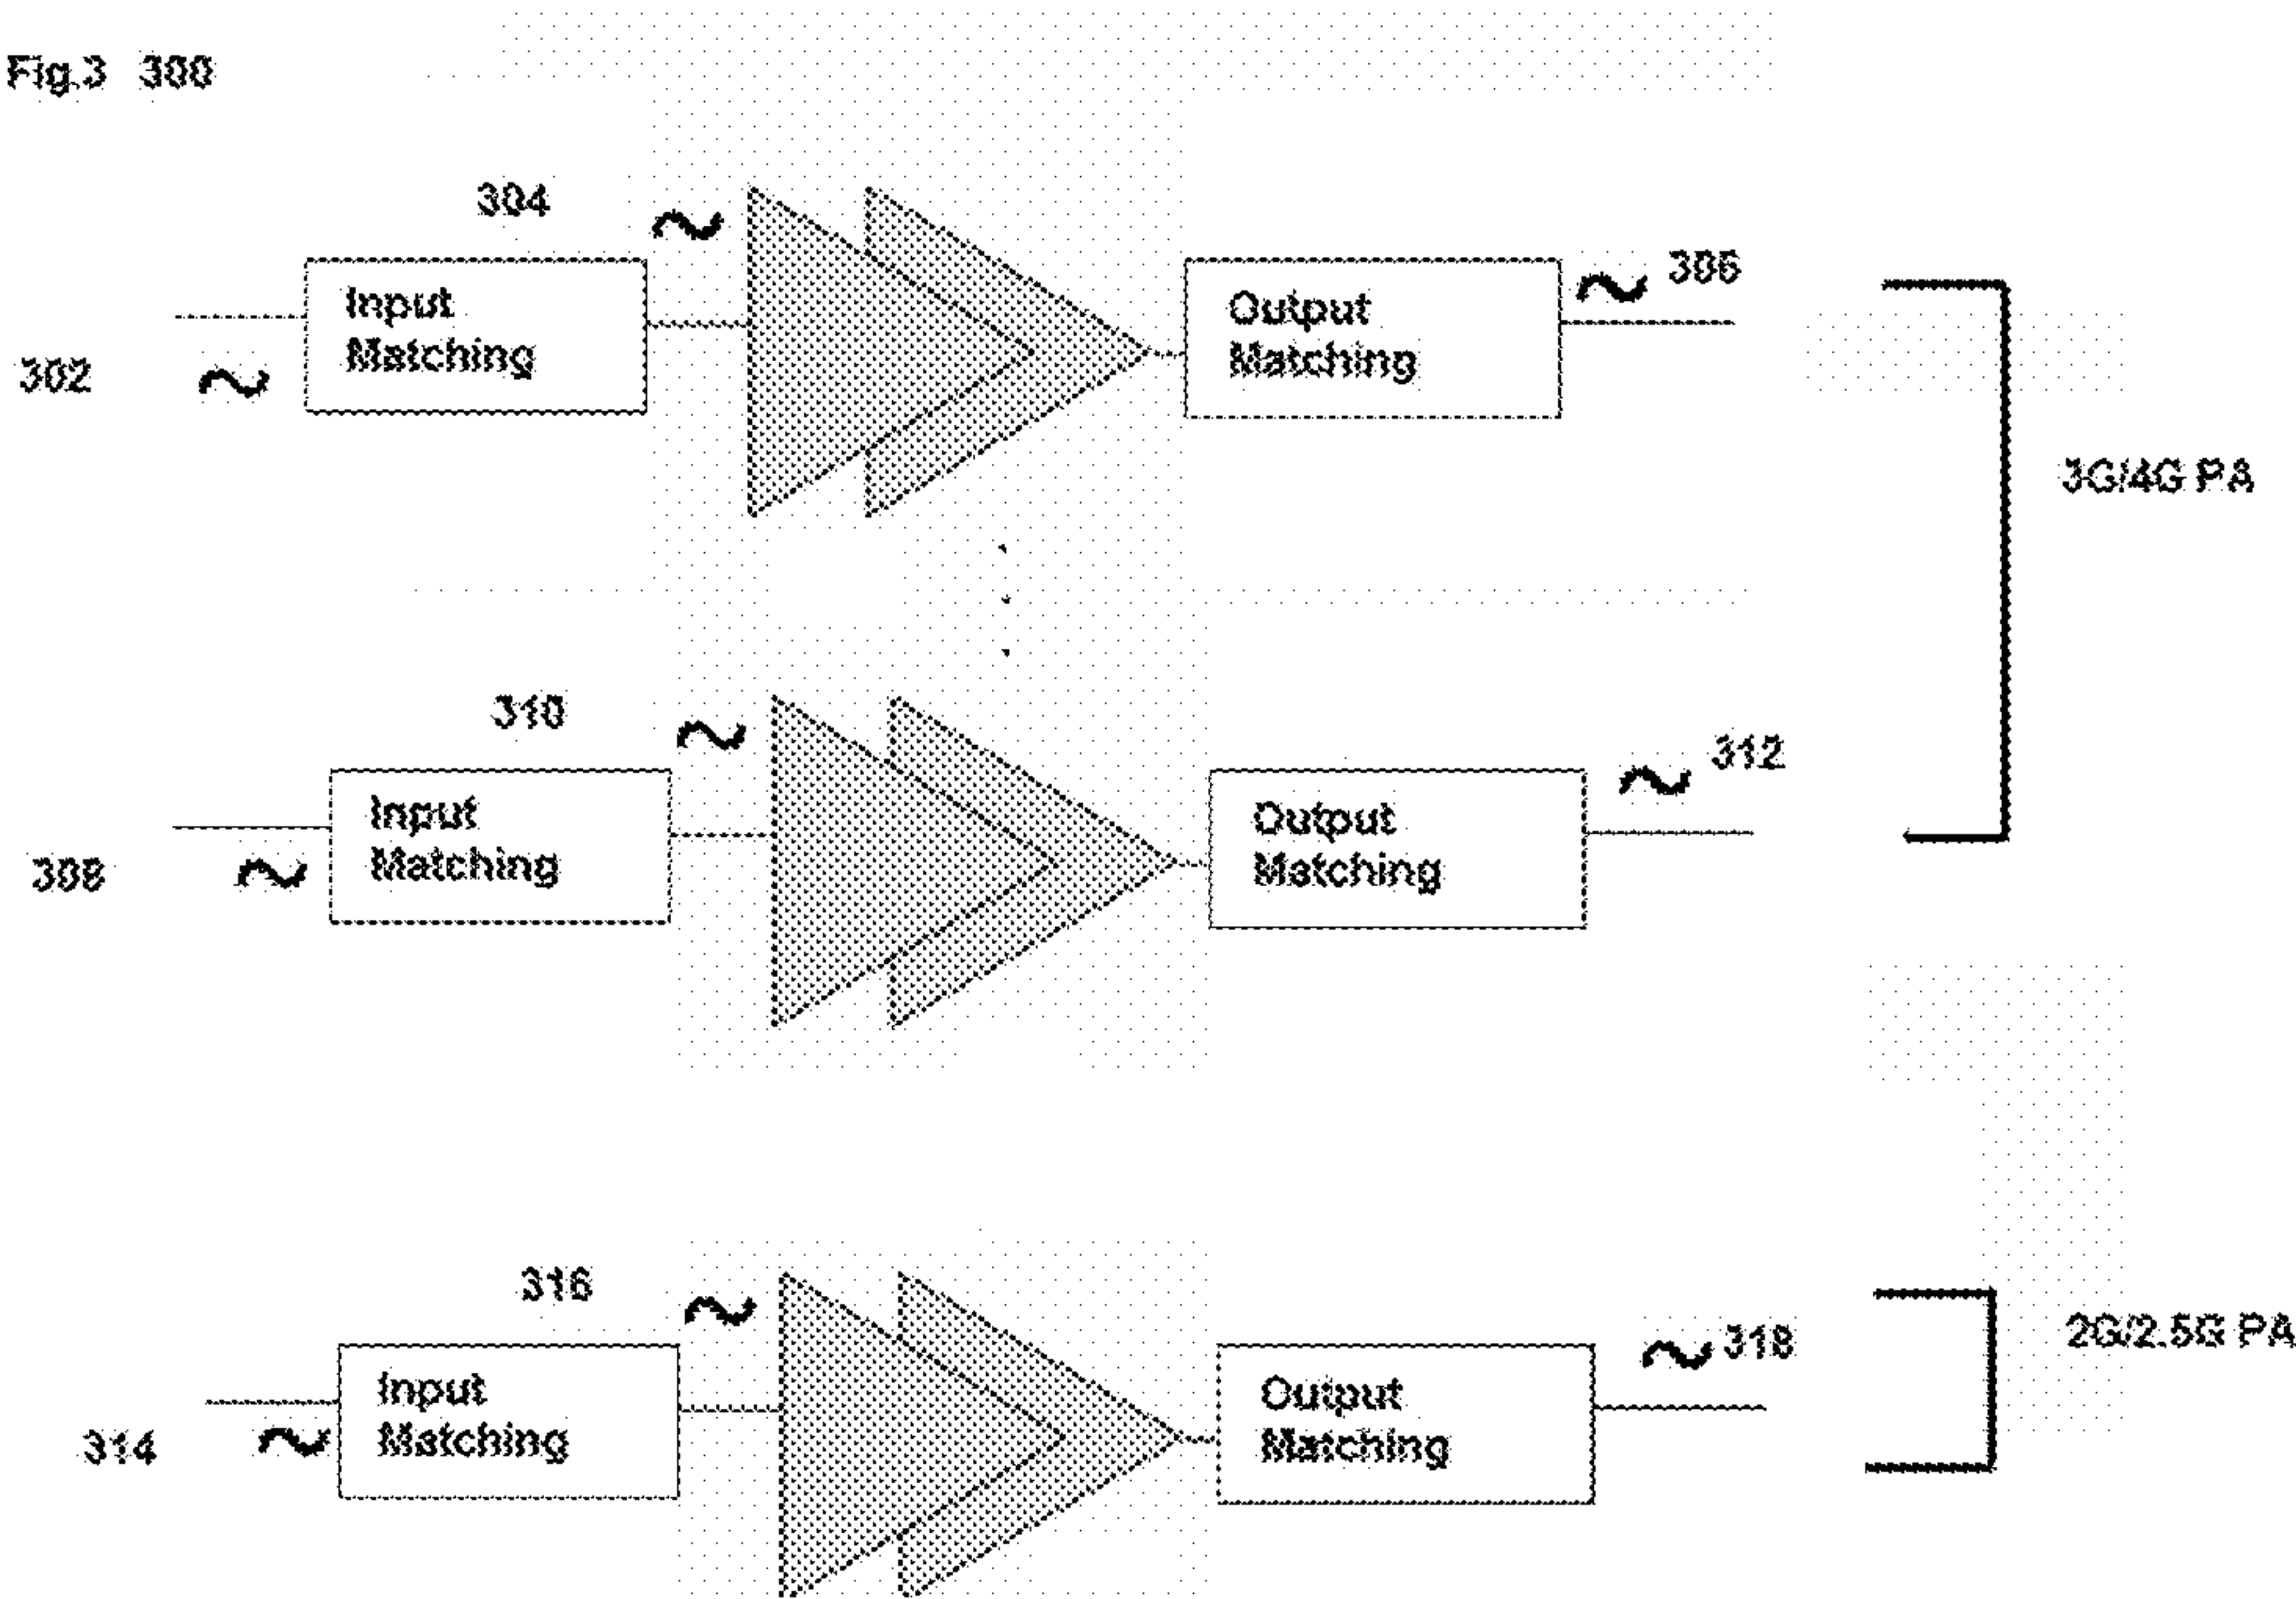 Fig.3 300
304
306
Input
Matching
Output
Matching
302
3G/4G PA
310
312
Input
Matching
Output
Matching
308
316
318
2G/2.5G PA
Input
Matching
Output
Matching
314